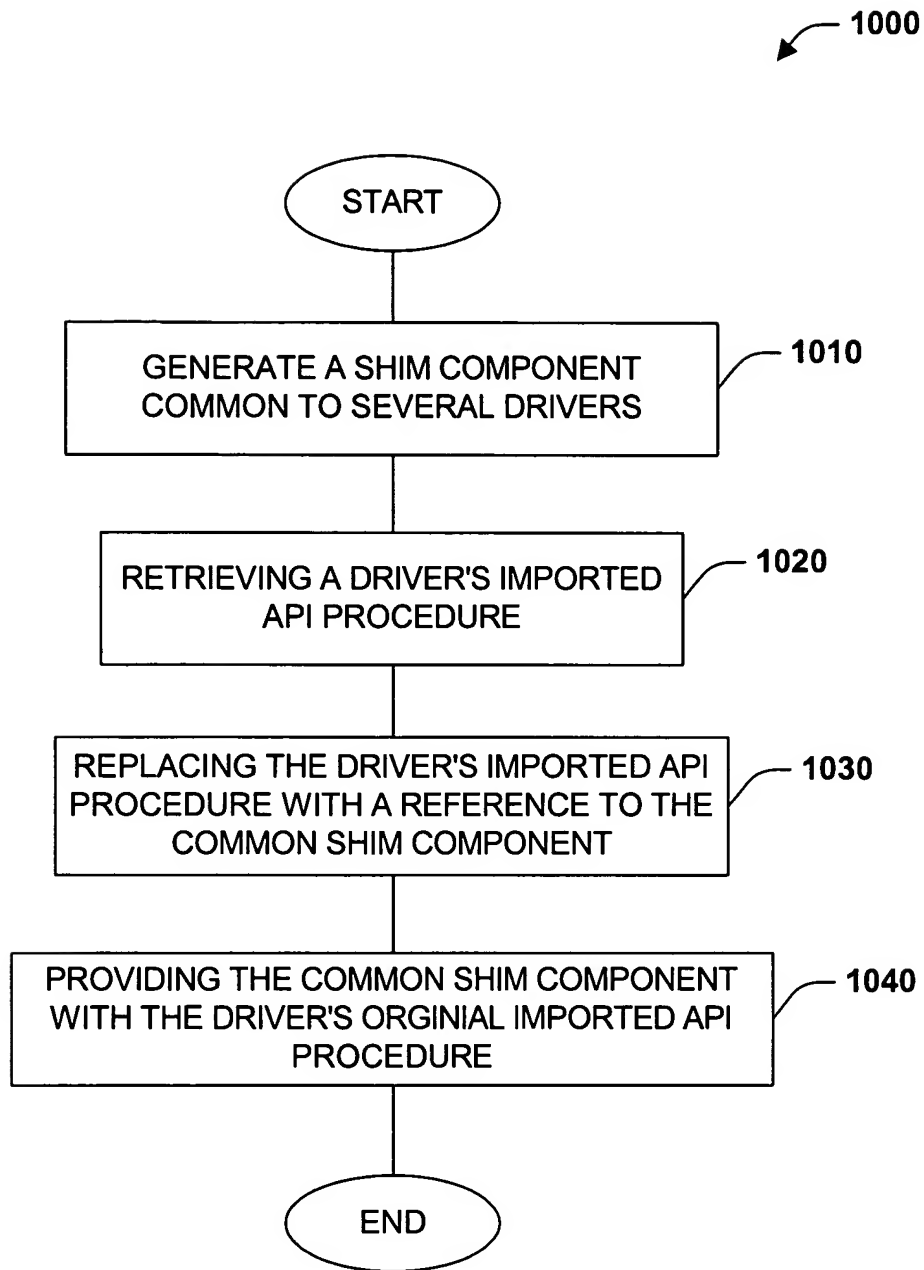 1000
START
GENERATE A SHIM COMPONENT
COMMON TO SEVERAL DRIVERS
1010
RETRIEVING A DRIVER'S IMPORTED
API PROCEDURE
1020
REPLACING THE DRIVER'S IMPORTED API
PROCEDURE WITH A REFERENCE TO THE
COMMON SHIM COMPONENT
1030
PROVIDING THE COMMON SHIM COMPONENT
WITH THE DRIVER'S ORGINIAL IMPORTED API
PROCEDURE
1040
END